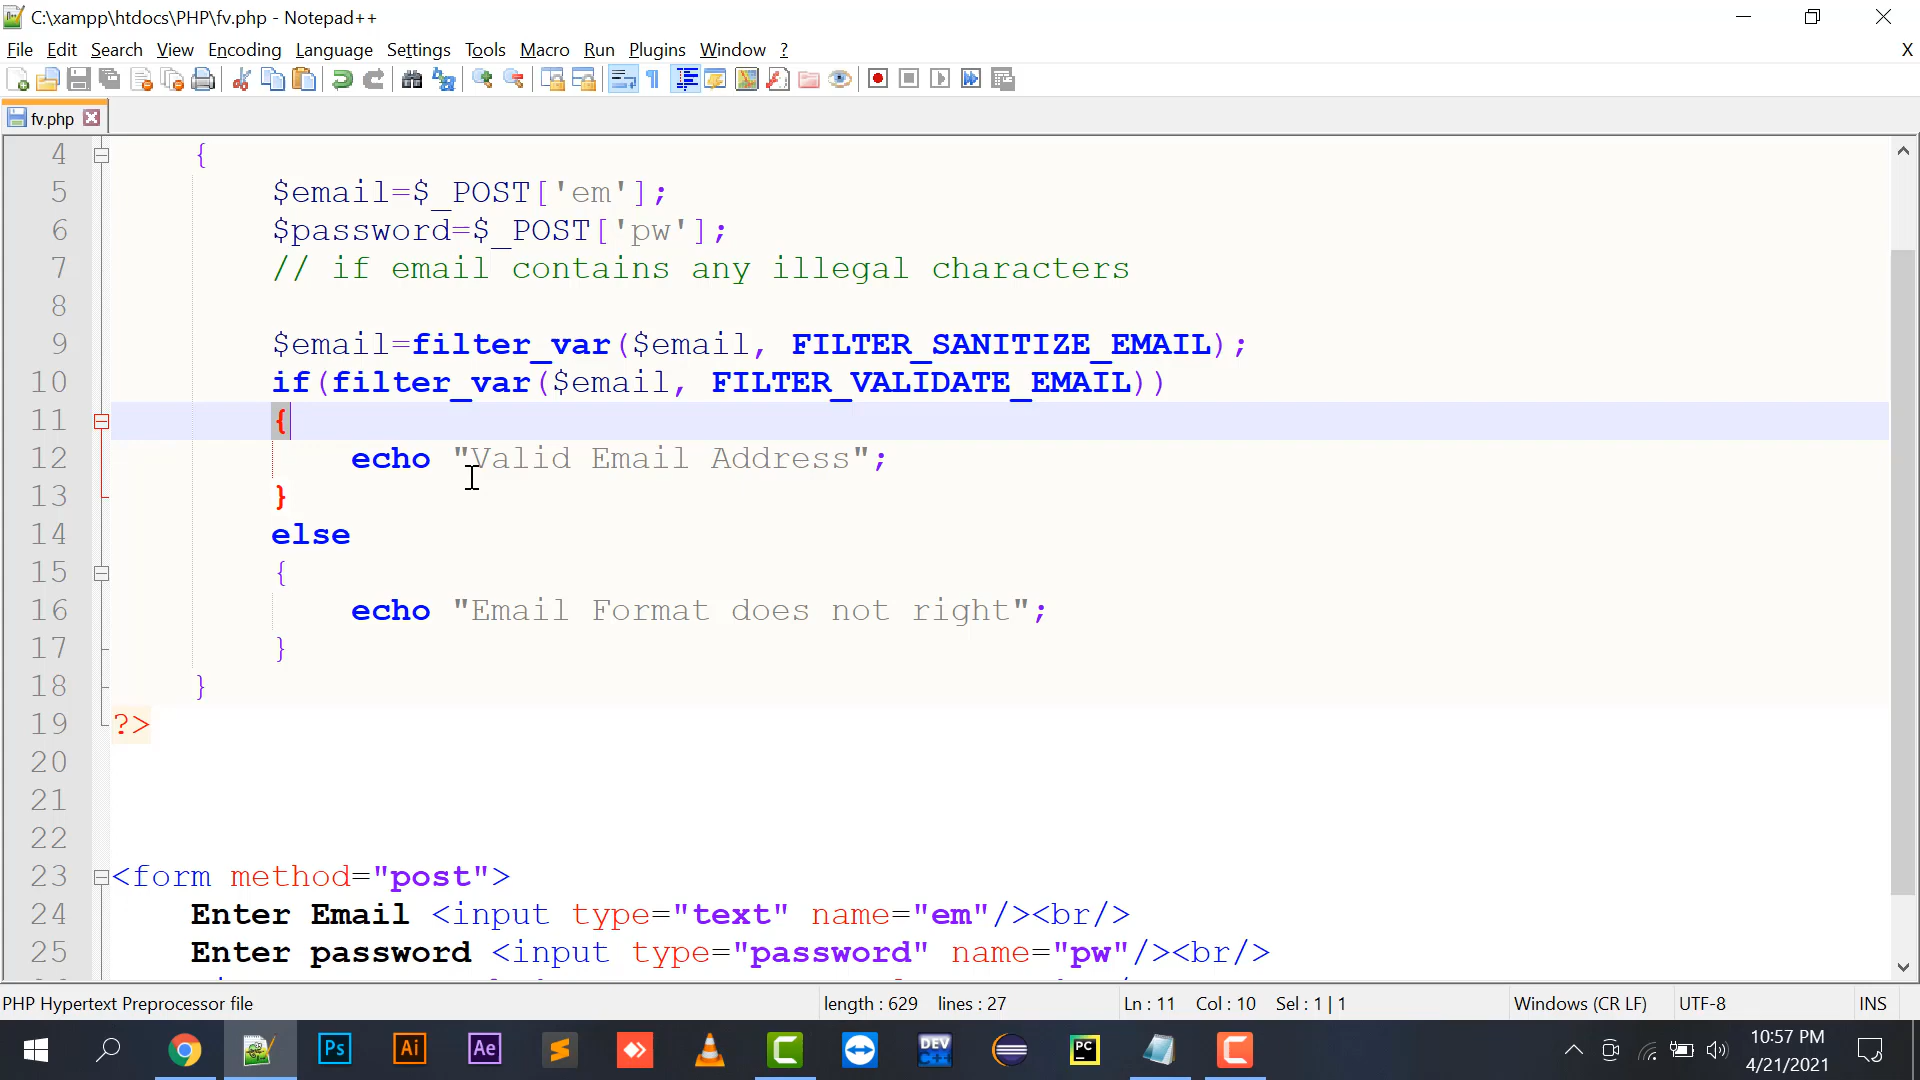 C:\xampp\htdocs\PHP\fv.php - Notepad++
File Edit Search View Encoding Language Settings Tools Macro Run Plugins Window ? X
fv.php
4 {
5 $email=$_POST['em'];
6 $password=$_POST['pw'];
7 // if email contains any illegal characters
8
9 $email=filter_var($email, FILTER_SANITIZE_EMAIL);
10 if(filter_var($email, FILTER_VALIDATE_EMAIL))
11 {
12 echo "Valid Email Address";
13 }
14 else
15 {
16 echo "Email Format does not right";
17 }
18 }
19 ?>
20
21
22
23 <form method="post">
24 Enter Email <input type="text" name="em"/><br/>
25 Enter password <input type="password" name="pw"/><br/>
PHP Hypertext Preprocessor file length : 629 lines : 27 Ln : 11 Col : 10 Sel : 1 | 1 Windows (CR LF) UTF-8 INS
Ps Ai Ae DEV C++ PC
10:57 PM
4/21/2021